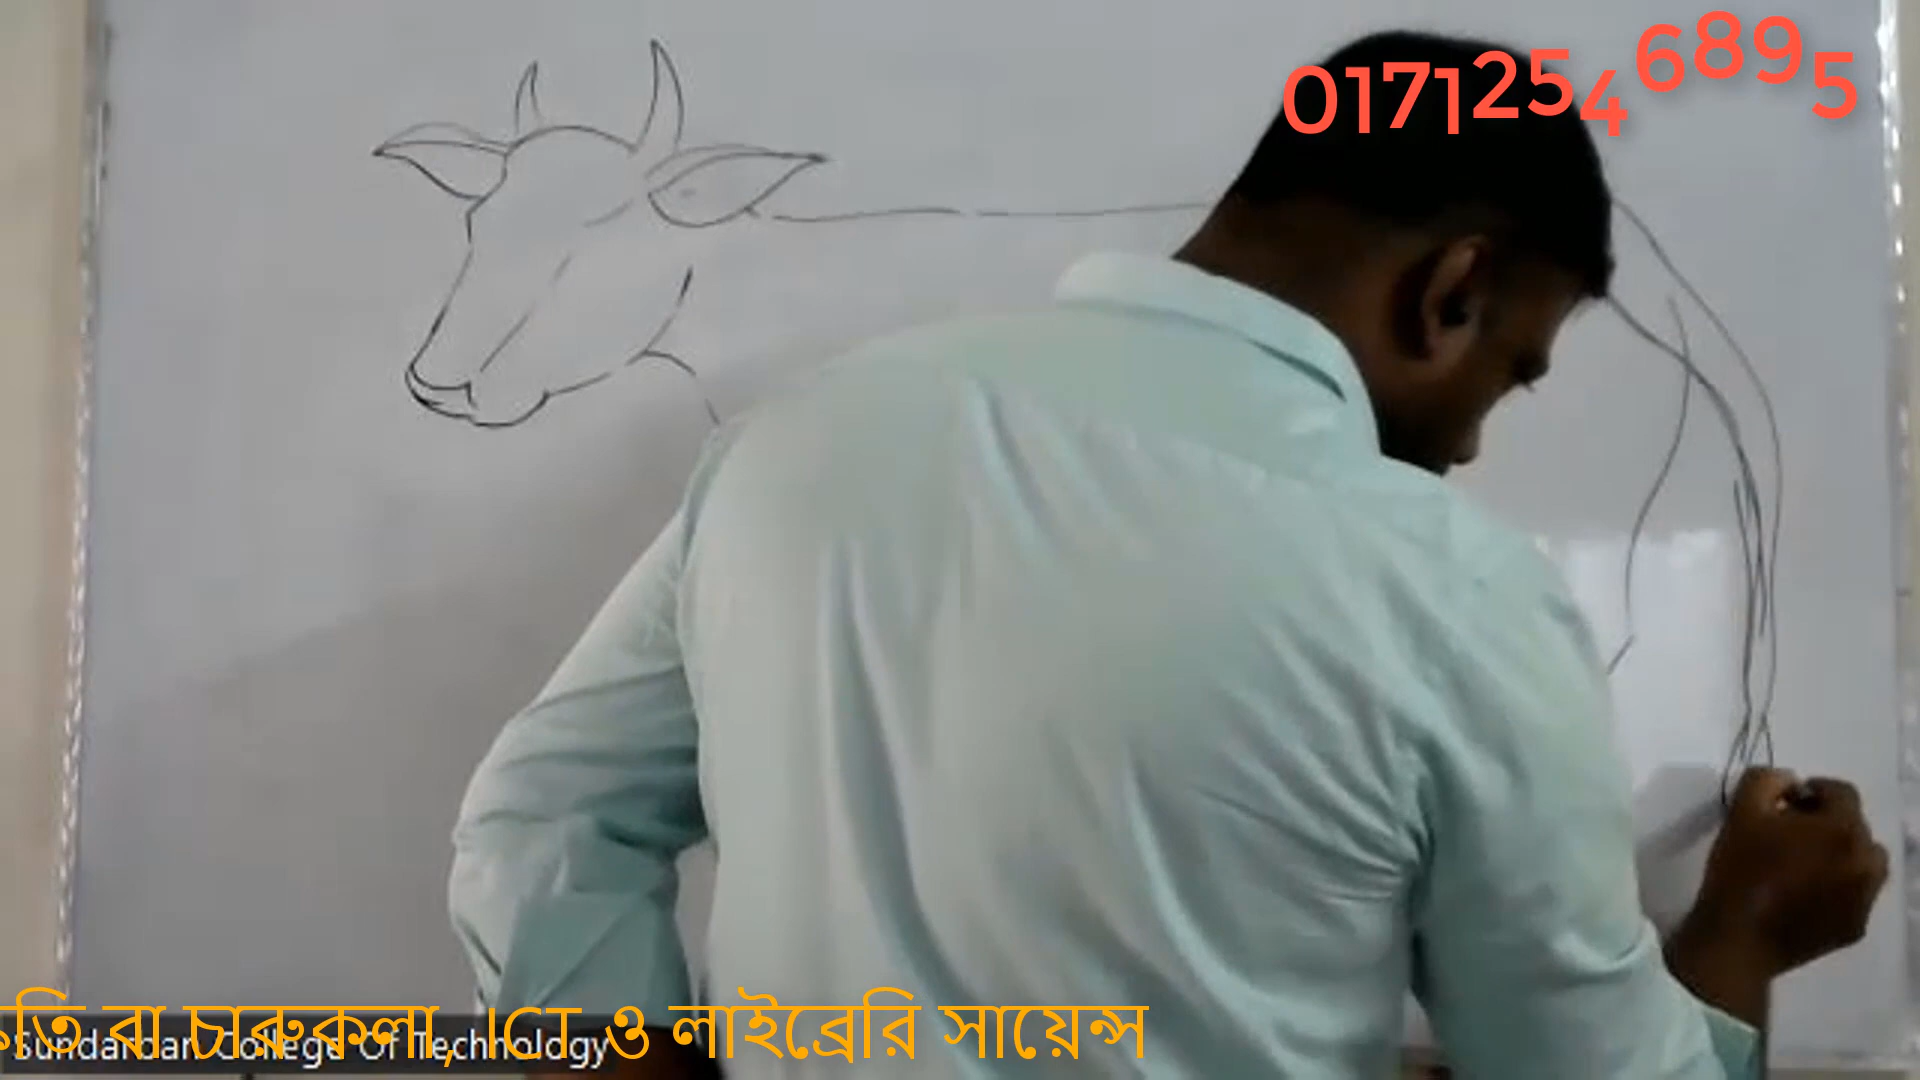 01712546895
তি বা চারুকলা, ICT ও লাইব্রেরি সায়েন্স
Sundarban College Of Technology